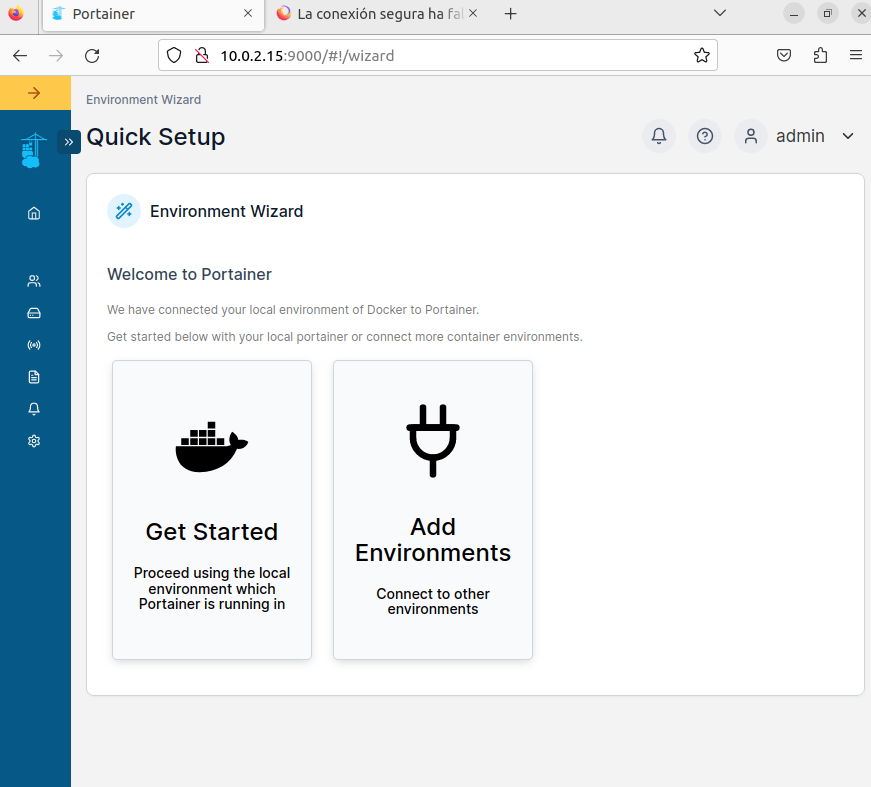 Portainer
La conexión segura ha fal
10.0.2.15:9000/#!/wizard
Environment Wizard
Quick Setup
admin
Environment Wizard
Welcome to Portainer
We have connected your local environment of Docker to Portainer.
Get started below with your local portainer or connect more container environments.
Get Started
Proceed using the local
environment which
Portainer is running in
Add
Environments
Connect to other
environments